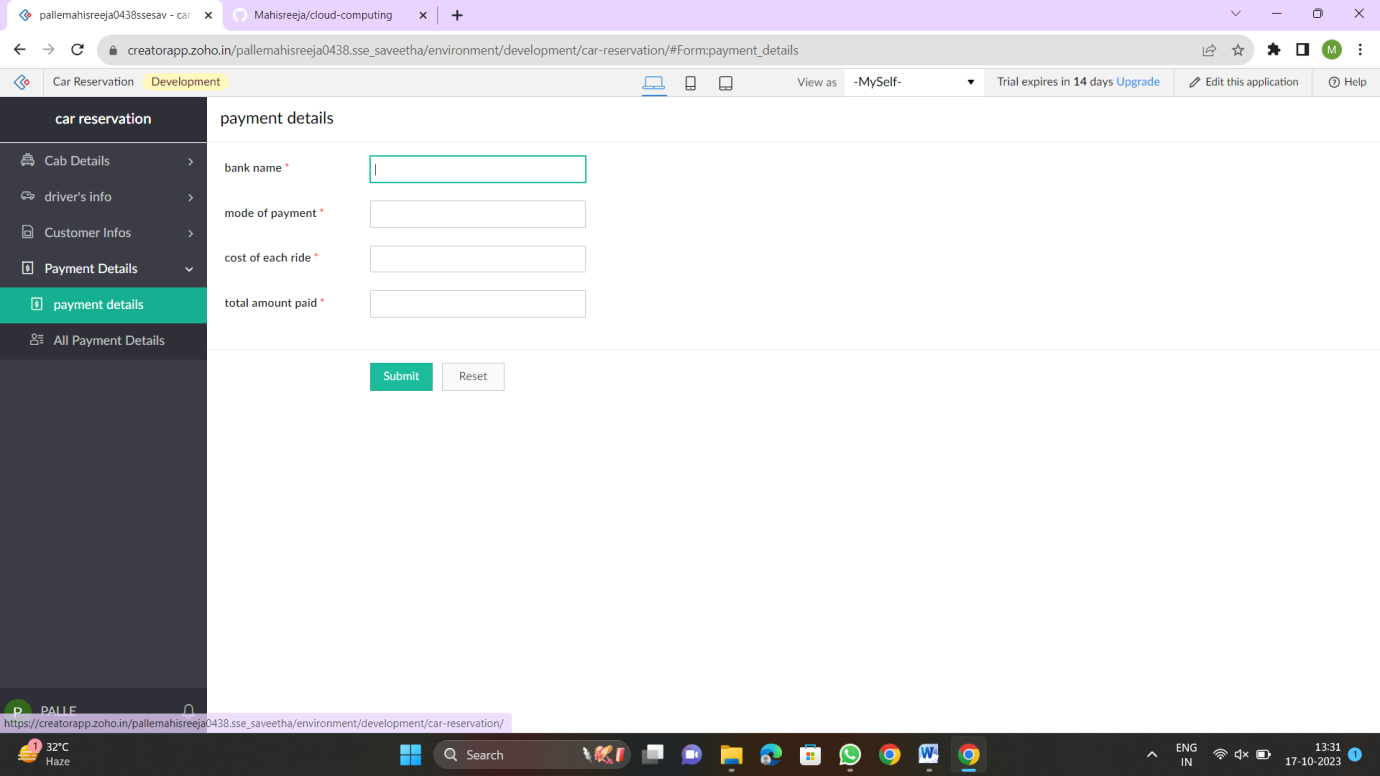 pallemahisreeja0438ssesav - car
Mahisreeja/cloud-computing
creatorapp.zoho.in/pallemahisreeja0438.sse_saveetha/environment/development/car-reservation/#Form:payment_details
M
Car Reservation Development View as -MySelf- Trial expires in 14 days Upgrade Edit this application Help
car reservation
payment details
Cab Details
driver's info
Customer Infos
Payment Details
payment details
All Payment Details
bank name *
mode of payment *
cost of each ride *
total amount paid *
Submit Reset
P PALLE
https://creatorapp.zoho.in/pallemahisreeja0438.sse_saveetha/environment/development/car-reservation/
1 32°C
Haze
Search
ENG
IN
13:31
17-10-2023
1